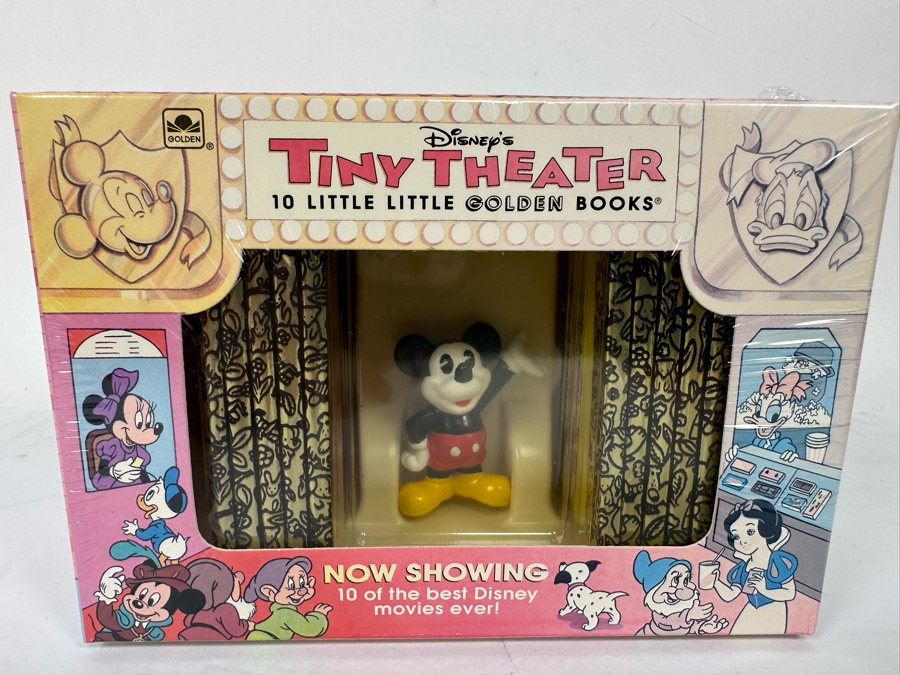 GOLDEN®
DISNEY'S
TINY THEATER
10 LITTLE LITTLE GOLDEN BOOKS®
NOW SHOWING
10 of the best Disney
movies ever!